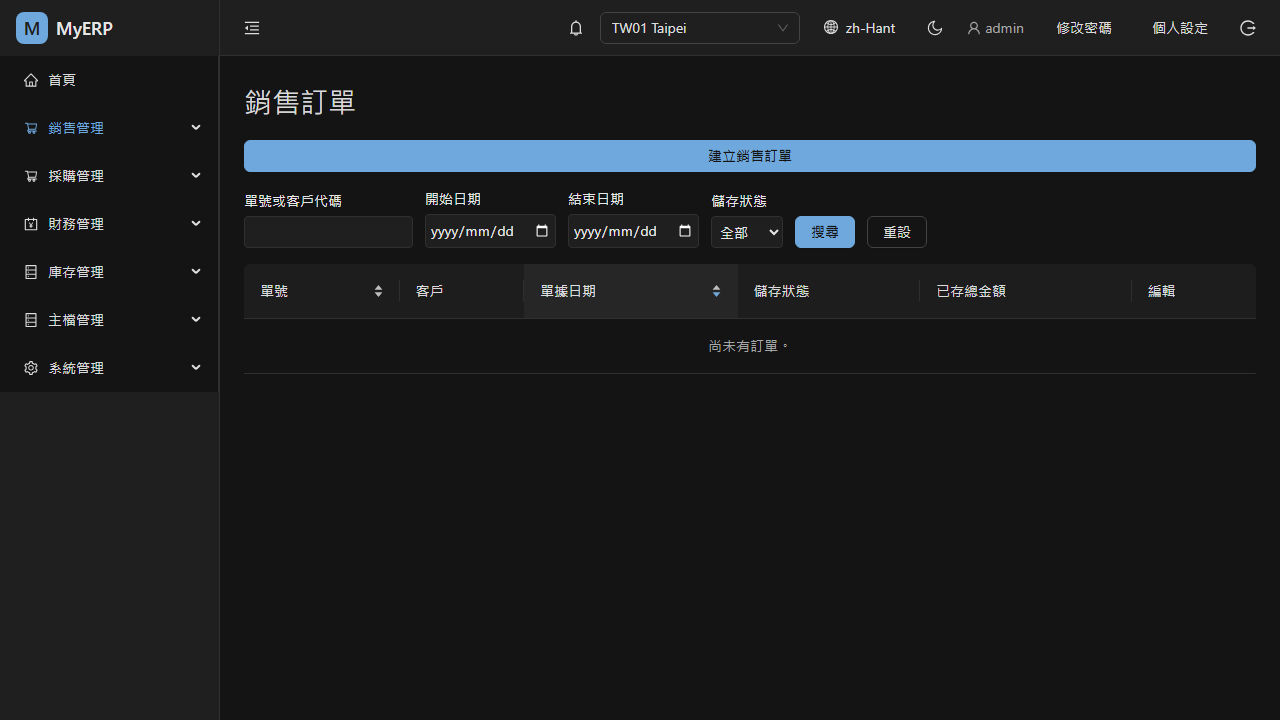 M MyERP
TW01 Taipei
zh-Hant
admin
修改密碼
個人設定
首頁
銷售管理
採購管理
財務管理
庫存管理
主檔管理
系統管理
銷售訂單
建立銷售訂單
單號或客戶代碼
開始日期
結束日期
儲存狀態
yyyy/mm/dd
yyyy/mm/dd
全部
搜尋
重設
單號 客戶 單據日期 儲存狀態 已存總金額 編輯
尚未有訂單。